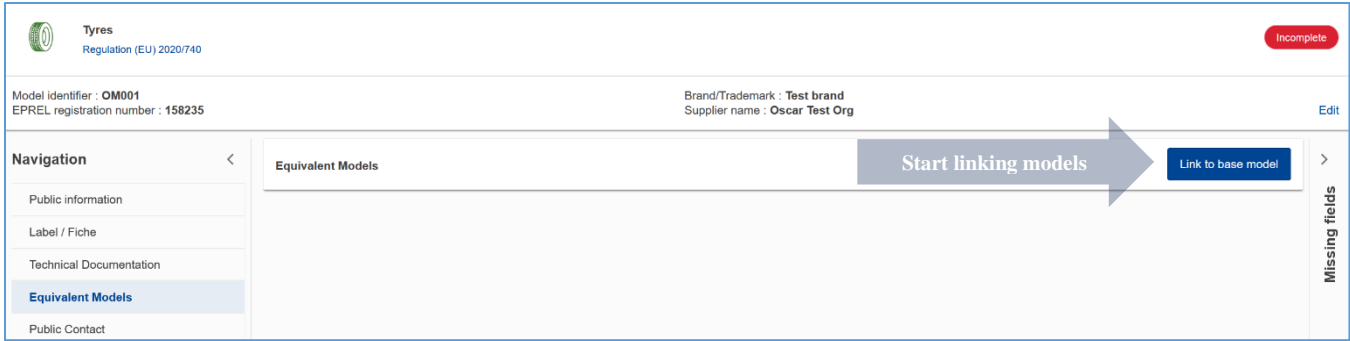 Tyres
Regulation (EU) 2020/740
Incomplete
Model identifier : OM001
EPREL registration number : 158235
Brand/Trademark : Test brand
Supplier name : Oscar Test Org
Edit
Navigation
Public information
Label / Fiche
Technical Documentation
Equivalent Models
Public Contact
Equivalent Models
Start linking models
Link to base model
Missing fields